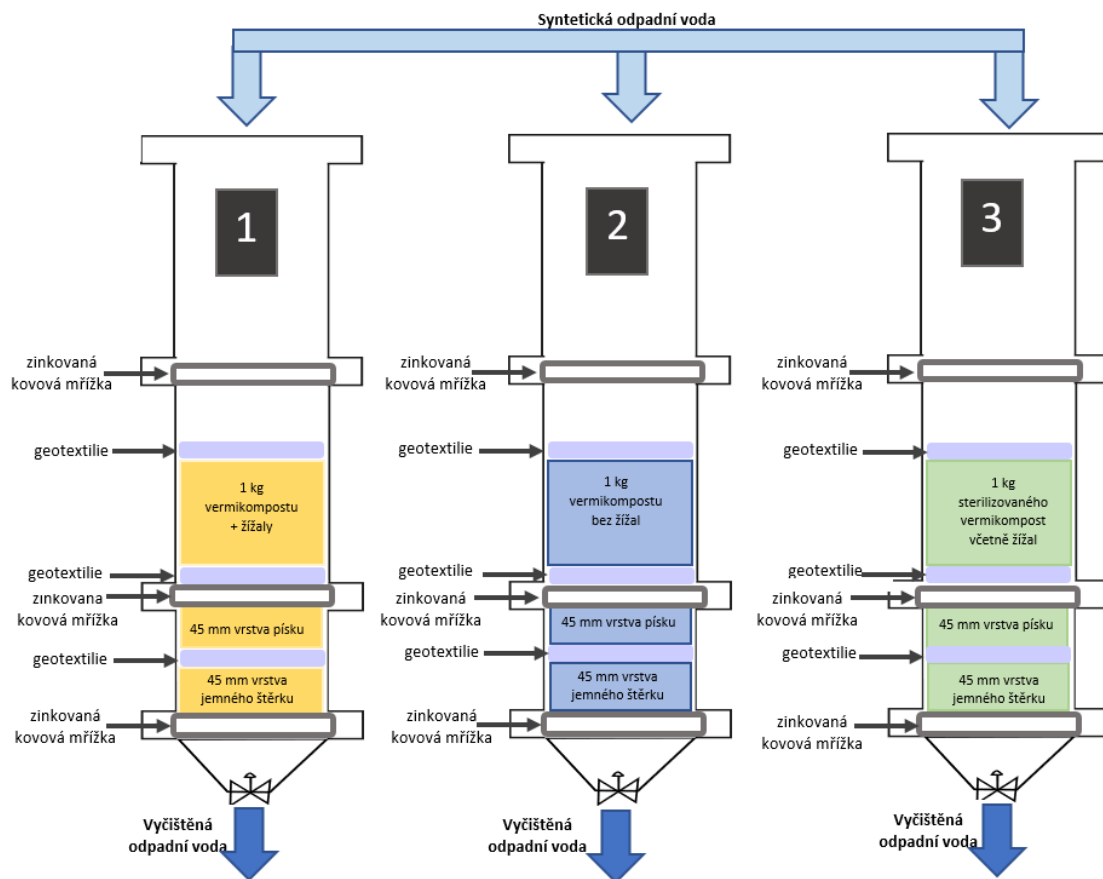 Syntetická odpadní voda
1
zinkovaná
kovová mřížka
geotextilie
1 kg
vermikompostu
+ žížaly
geotextilie
zinkovana
kovová mřížka
45 mm vrstva písku
geotextilie
45 mm vrstva
jemného štěrku
zinkovaná
kovová mřížka
Vyčištěná
odpadní voda
2
zinkovaná
kovová mřížka
geotextilie
1 kg
vermikompostu
bez žížal
geotextilie
zinkovaná
kovová mřížka
45 mm vrstva písku
geotextilie
45 mm vrstva
jemného štěrku
zinkovaná
kovová mřížka
Vyčištěná
odpadní voda
3
zinkovaná
kovová mřížka
geotextilie
1 kg
sterilizovaného
vermikompost
včetně žížal
geotextilie
zinkovaná
kovová mřížka
45 mm vrstva písku
geotextilie
45 mm vrstva
jemného štěrku
zinkovaná
kovová mřížka
Vyčištěná
odpadní voda